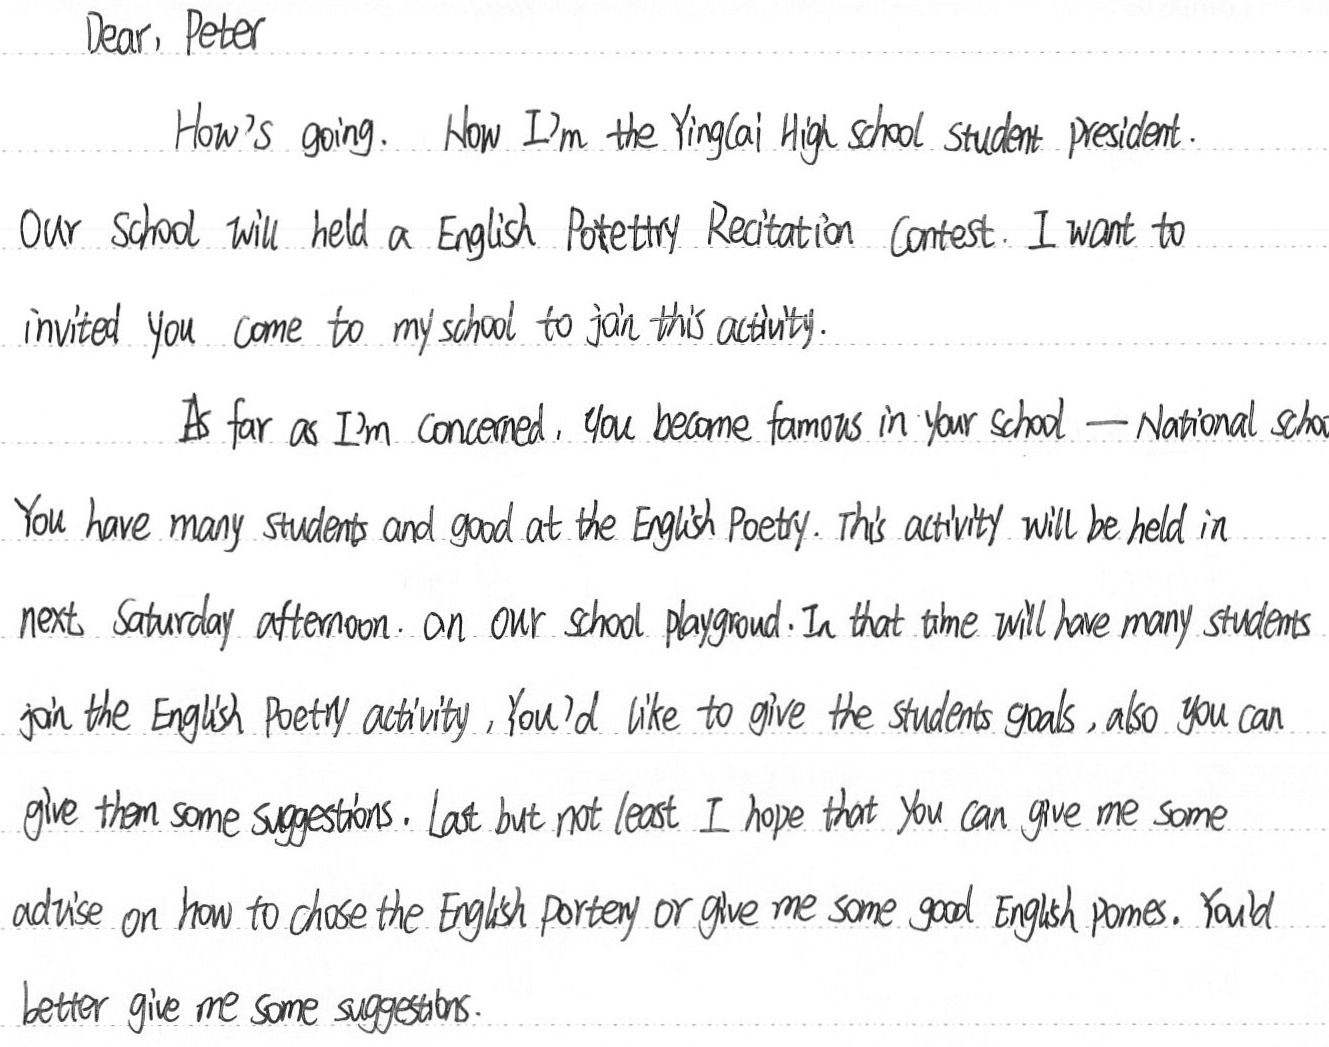 Dear, Peter
How's going. Now I'm the Yingcai High school student president.
Our school will held a English Potettry Recitation Contest. I want to
invited you come to my school to join this activity.
As far as I'm concerned, you become famous in your school — National schoo
You have many students and good at the English Poetry. This activity will be held in
next Saturday afternoon. on our school playgroud. In that time will have many students
join the English Poetry activity, You'd like to give the students goals, also you can
give them some suggestions. Last but not least I hope that you can give me some
advise on how to chose the English portery or give me some good English pomes. You'd
better give me some suggestions.